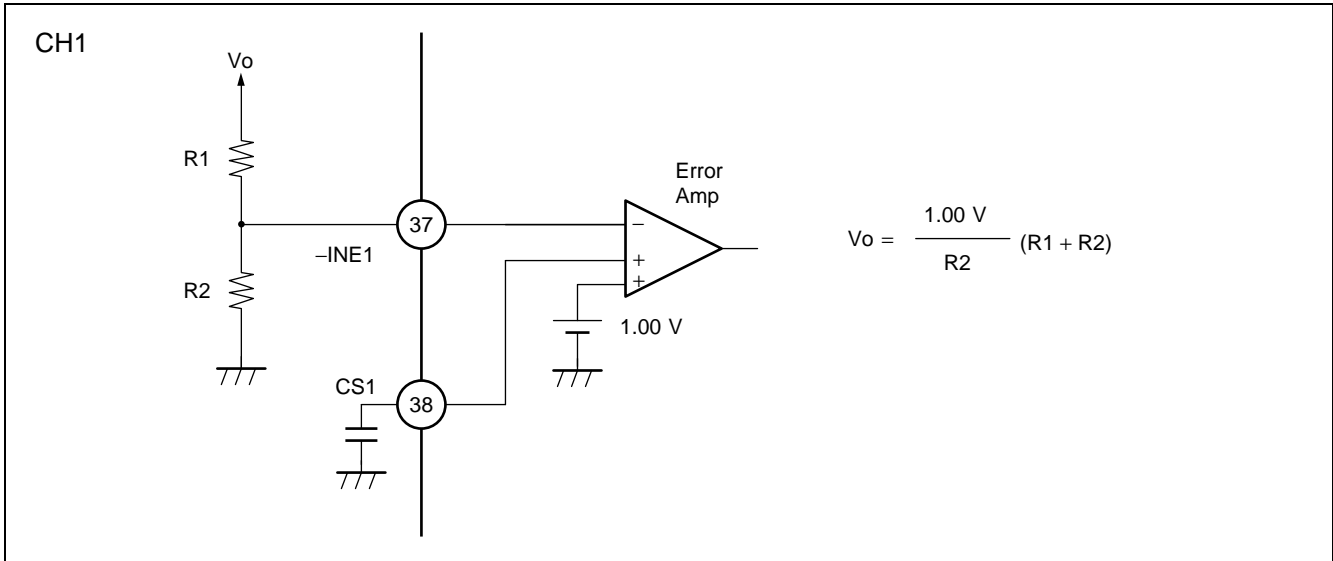 CH1
Vo
R1
R2
−INE1
37
CS1
38
Error
Amp
−
+
+
1.00 V
Vo = 1.00 V / R2 (R1 + R2)